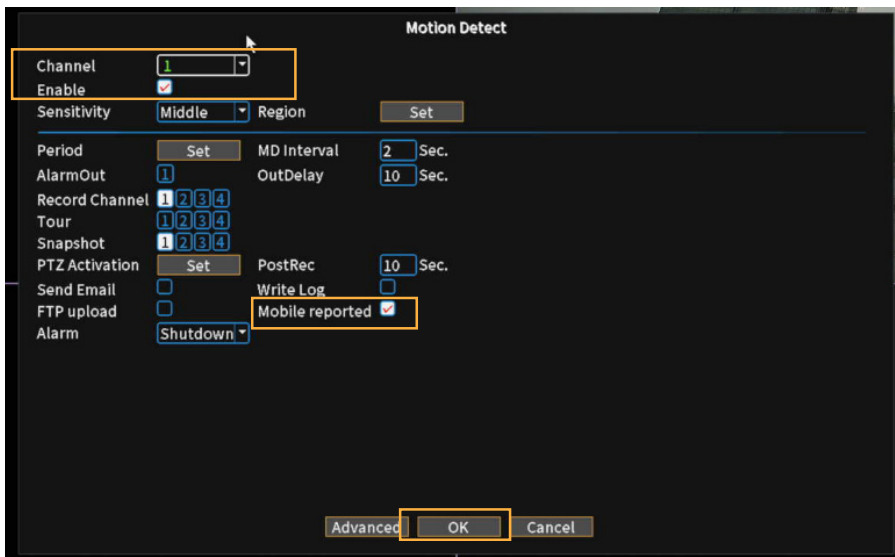 Motion Detect
Channel 1
Enable
Sensitivity Middle Region Set
Period Set MD Interval 2 Sec.
AlarmOut 1 OutDelay 10 Sec.
Record Channel 1 2 3 4
Tour 1 2 3 4
Snapshot 1 2 3 4
PTZ Activation Set PostRec 10 Sec.
Send Email Write Log
FTP upload Mobile reported
Alarm Shutdown
Advanced OK Cancel